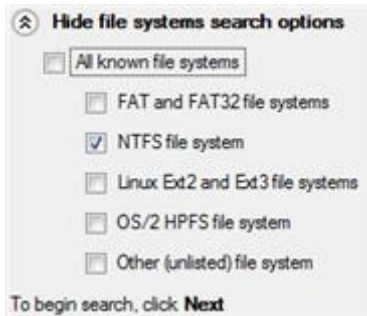 Hide file systems search options
All known file systems
FAT and FAT32 file systems
NTFS file system
Linux Ext2 and Ext3 file systems
OS/2 HPFS file system
Other (unlisted) file system
To begin search, click Next